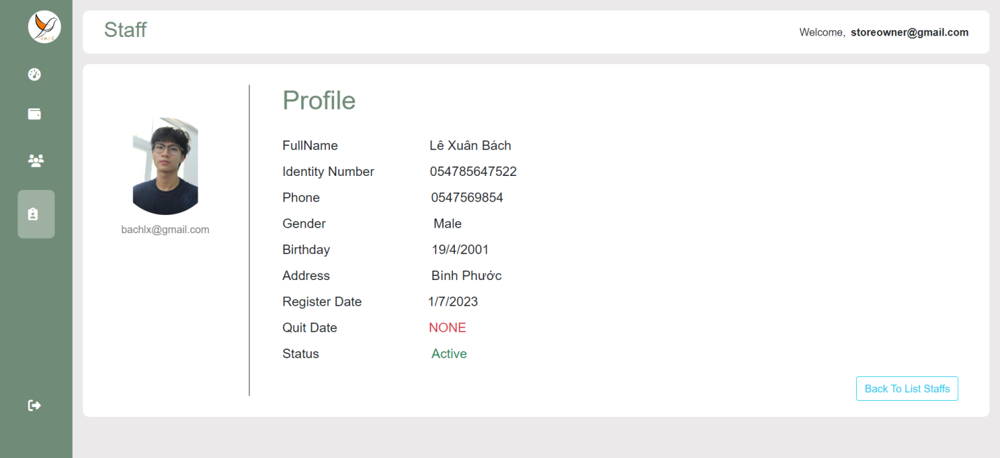 Staff
Welcome, storeowner@gmail.com
Profile
FullName Lê Xuân Bách
Identity Number 054785647522
Phone 0547569854
Gender Male
Birthday 19/4/2001
Address Bình Phước
Register Date 1/7/2023
Quit Date NONE
Status Active
bachlx@gmail.com
Back To List Staffs